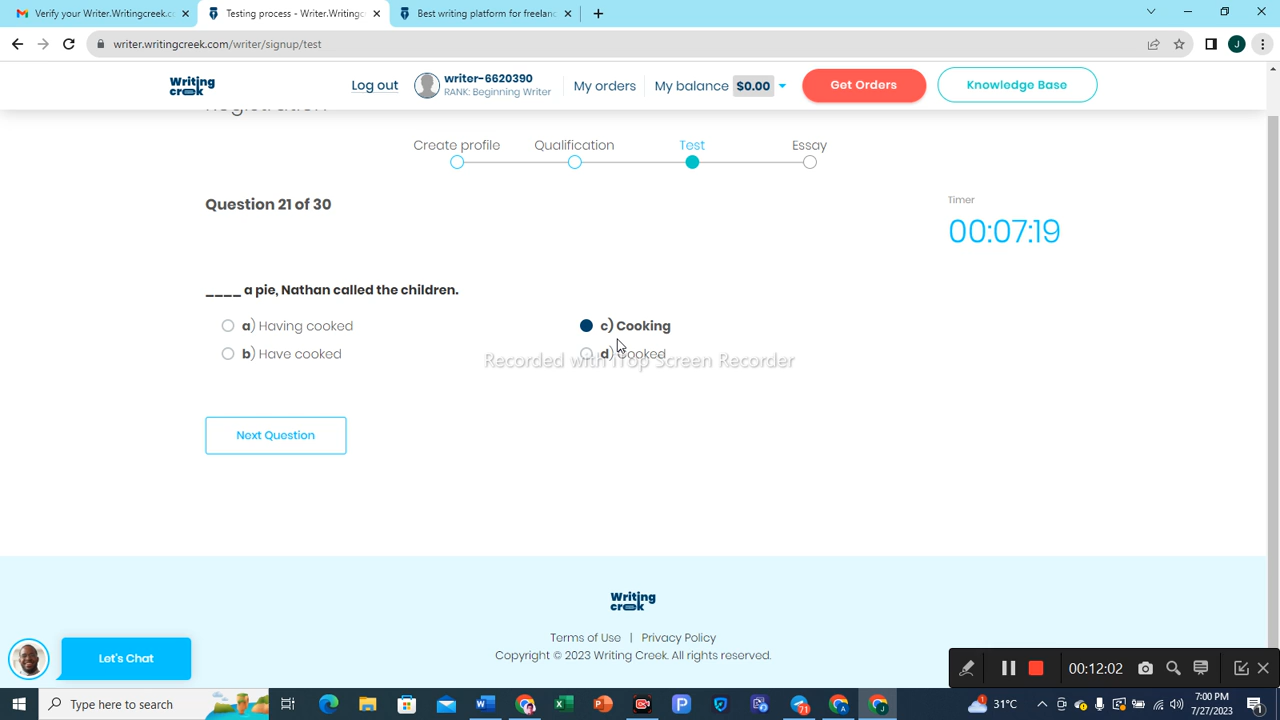 Verify your Writingcreek.co
Testing process - Writer.Writing
Best writing platform for freelanc
writer.writingcreek.com/writer/signup/test
J
Writing
creek
Log out
writer-6620390
RANK: Beginning Writer
My orders
My balance $0.00
Get Orders
Knowledge Base
Registration
Create profile
Qualification
Test
Essay
Question 21 of 30
Timer
00:07:19
____ a pie, Nathan called the children.
a) Having cooked
c) Cooking
b) Have cooked
d) Cooked
Recorded with iTop Screen Recorder
Next Question
Writing
creek
Terms of Use | Privacy Policy
Copyright © 2023 Writing Creek. All rights reserved.
Let's Chat
00:12:02
Type here to search
31°C
7:00 PM
7/27/2023